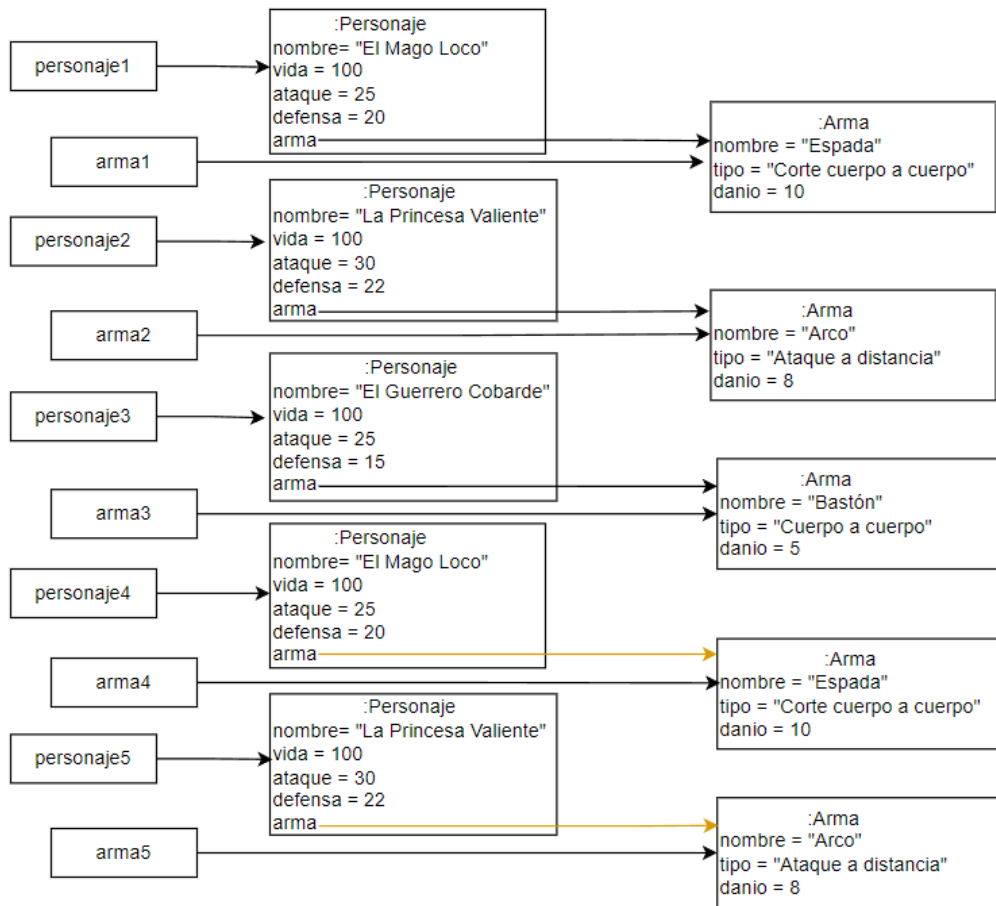 :Personaje
nombre= "El Mago Loco"
personaje1
vida = 100
ataque = 25
defensa = 20
arma
:Arma
arma1
nombre = "Espada"
tipo = "Corte cuerpo a cuerpo"
danio = 10
:Personaje
nombre= "La Princesa Valiente"
personaje2
vida = 100
ataque = 30
defensa = 22
arma
:Arma
arma2
nombre = "Arco"
tipo = "Ataque a distancia"
danio = 8
:Personaje
nombre= "El Guerrero Cobarde"
personaje3
vida = 100
ataque = 25
defensa = 15
arma
:Arma
arma3
nombre = "Bastón"
tipo = "Cuerpo a cuerpo"
danio = 5
:Personaje
nombre= "El Mago Loco"
personaje4
vida = 100
ataque = 25
defensa = 20
arma
:Arma
arma4
nombre = "Espada"
tipo = "Corte cuerpo a cuerpo"
danio = 10
:Personaje
nombre= "La Princesa Valiente"
personaje5
vida = 100
ataque = 30
defensa = 22
arma
:Arma
arma5
nombre = "Arco"
tipo = "Ataque a distancia"
danio = 8